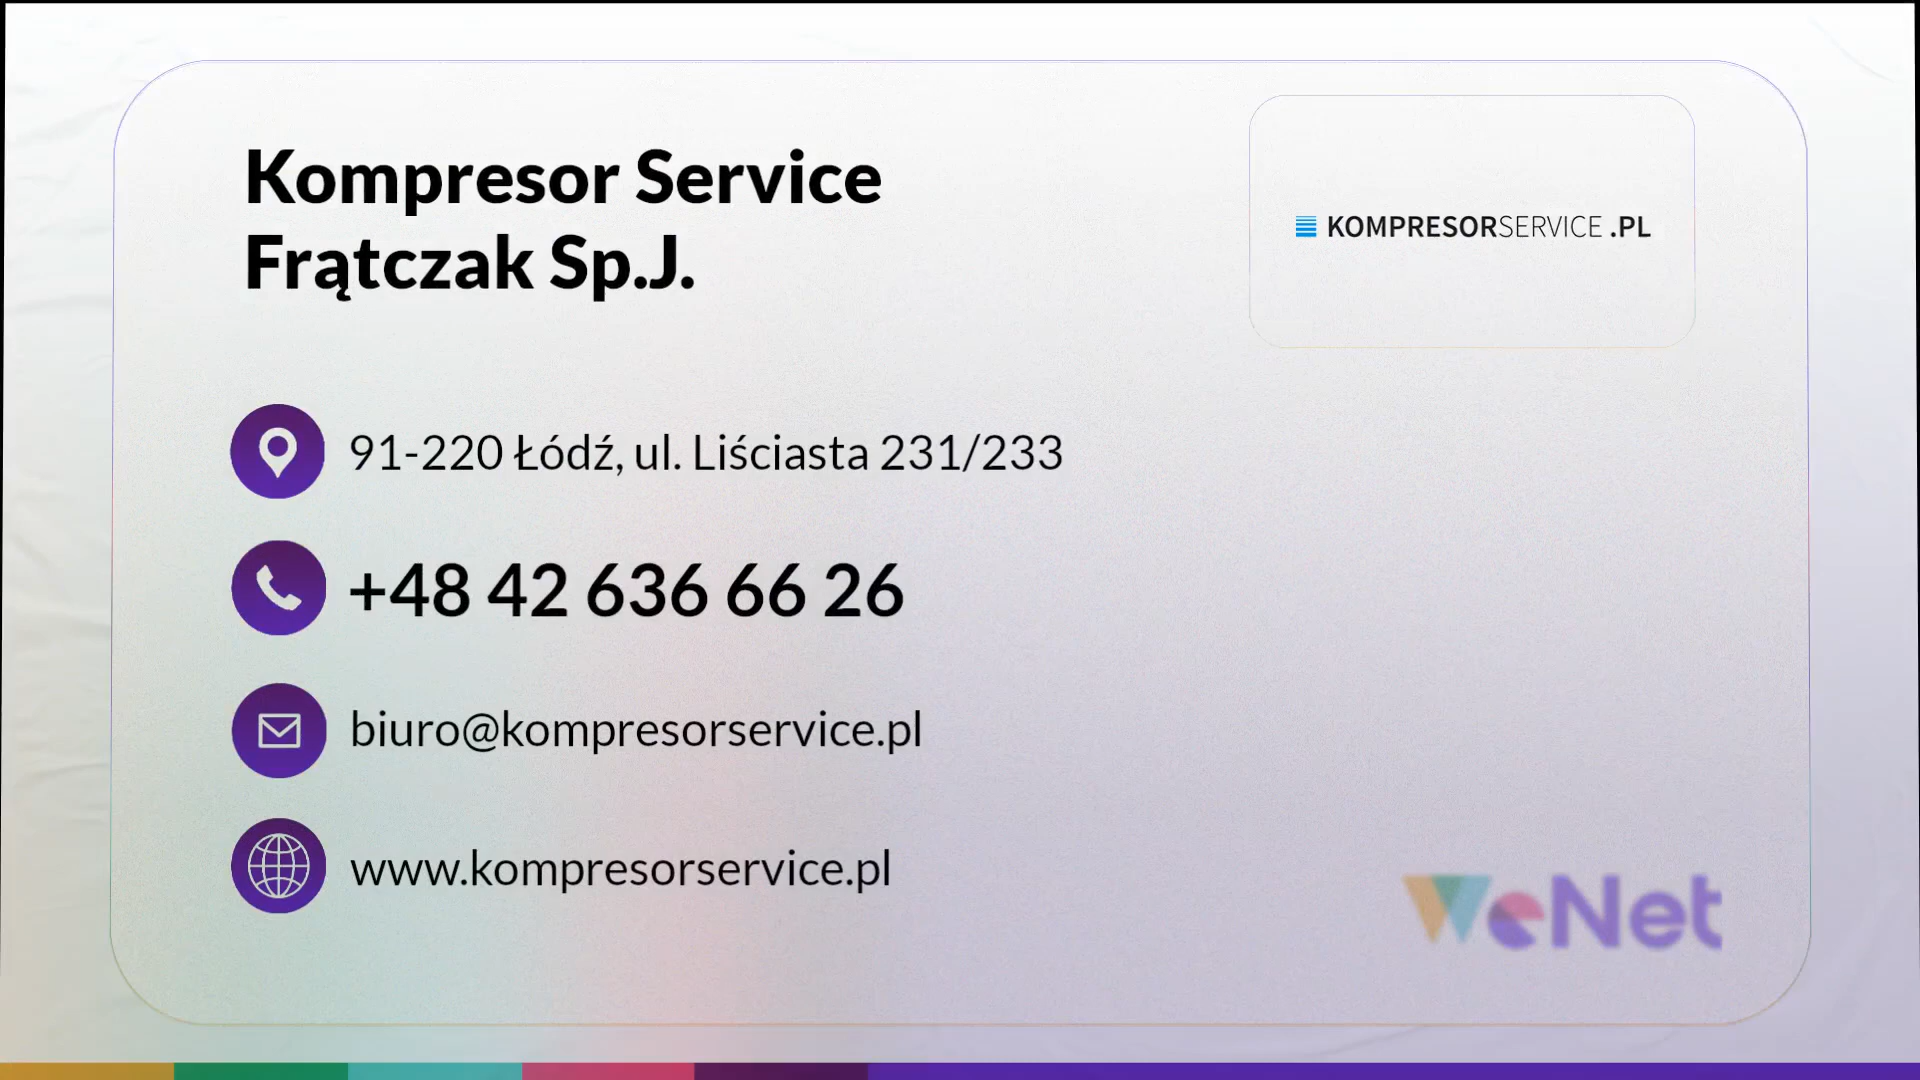 Kompresor Service
Frątczak Sp.J.
KOMPRESORSERVICE.PL
91-220 Łódź, ul. Liściasta 231/233
+48 42 636 66 26
biuro@kompresorservice.pl
www.kompresorservice.pl
WeNet